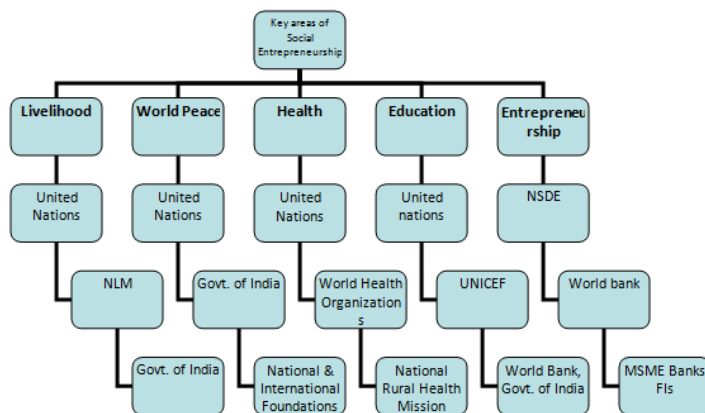 Key areas of
Social
Entrepreneurship
Livelihood
World Peace
Health
Education
Entrepreneu
rship
United
Nations
United
Nations
United
Nations
United
nations
NSDE
NLM
Govt. of India
World Health
Organization
s
UNICEF
World bank
Govt. of India
National &
International
Foundations
National
Rural Health
Mission
World Bank,
Govt. of India
MSME Banks
FIs